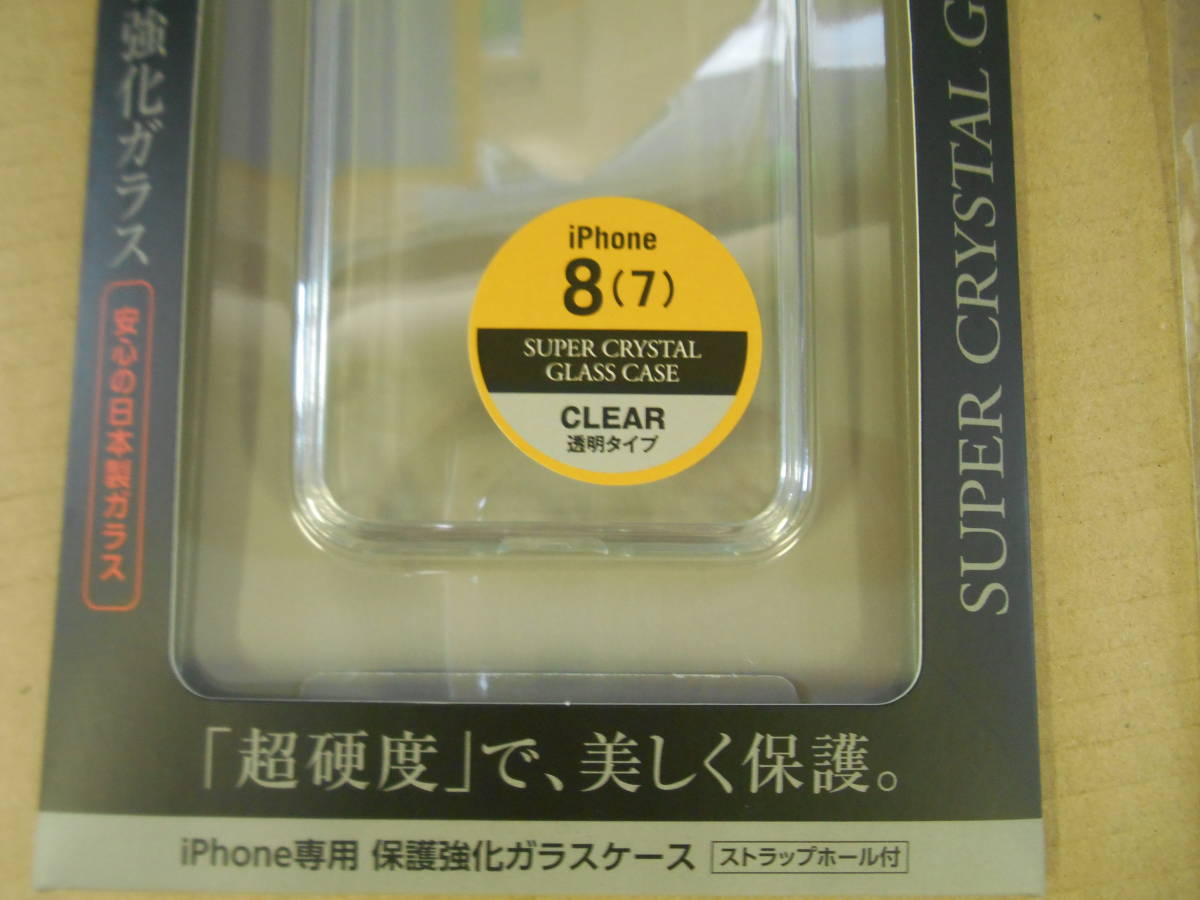 強化ガラス
安心の日本製ガラス
iPhone
8(7)
SUPER CRYSTAL
GLASS CASE
CLEAR
透明タイプ
SUPER CRYSTAL G
「超硬度」で、美しく保護。
iPhone専用 保護強化ガラスケース ストラップホール付